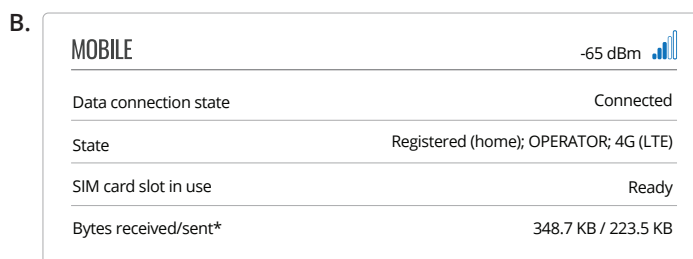 B.
MOBILE -65 dBm
Data connection state Connected
State Registered (home); OPERATOR; 4G (LTE)
SIM card slot in use Ready
Bytes received/sent* 348.7 KB / 223.5 KB